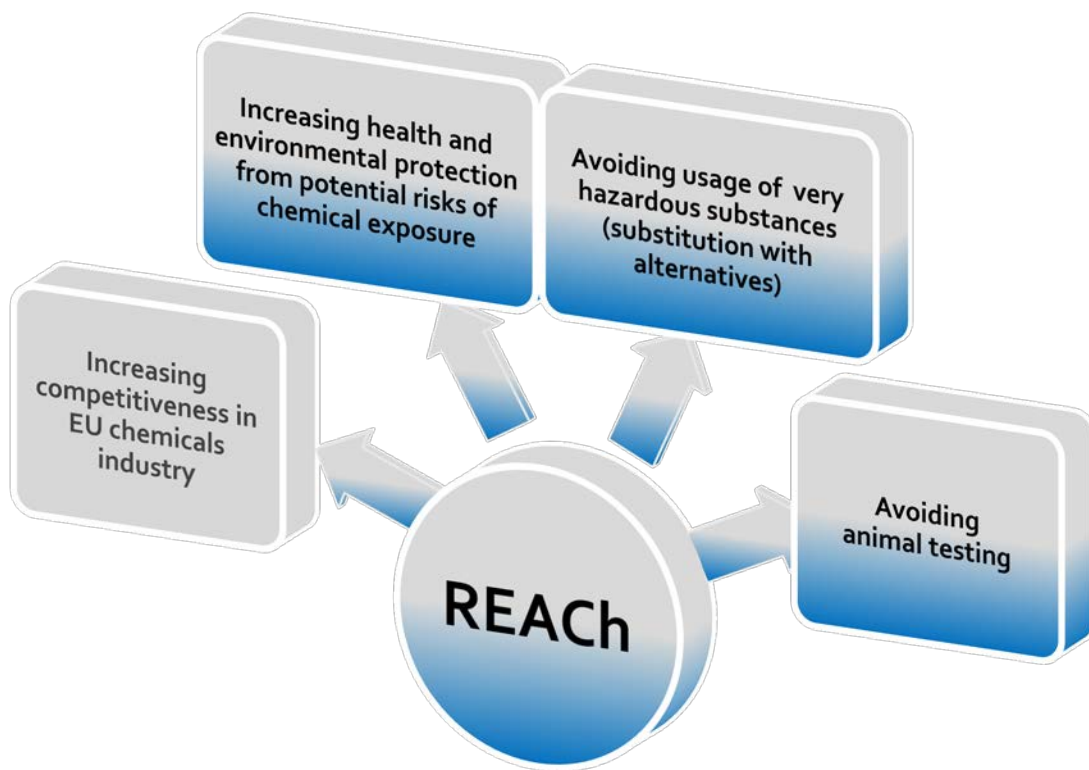 Increasing health and
environmental protection
from potential risks of
chemical exposure
Avoiding usage of very
hazardous substances
(substitution with
alternatives)
Increasing
competitiveness in
EU chemicals
industry
Avoiding
animal testing
REACh